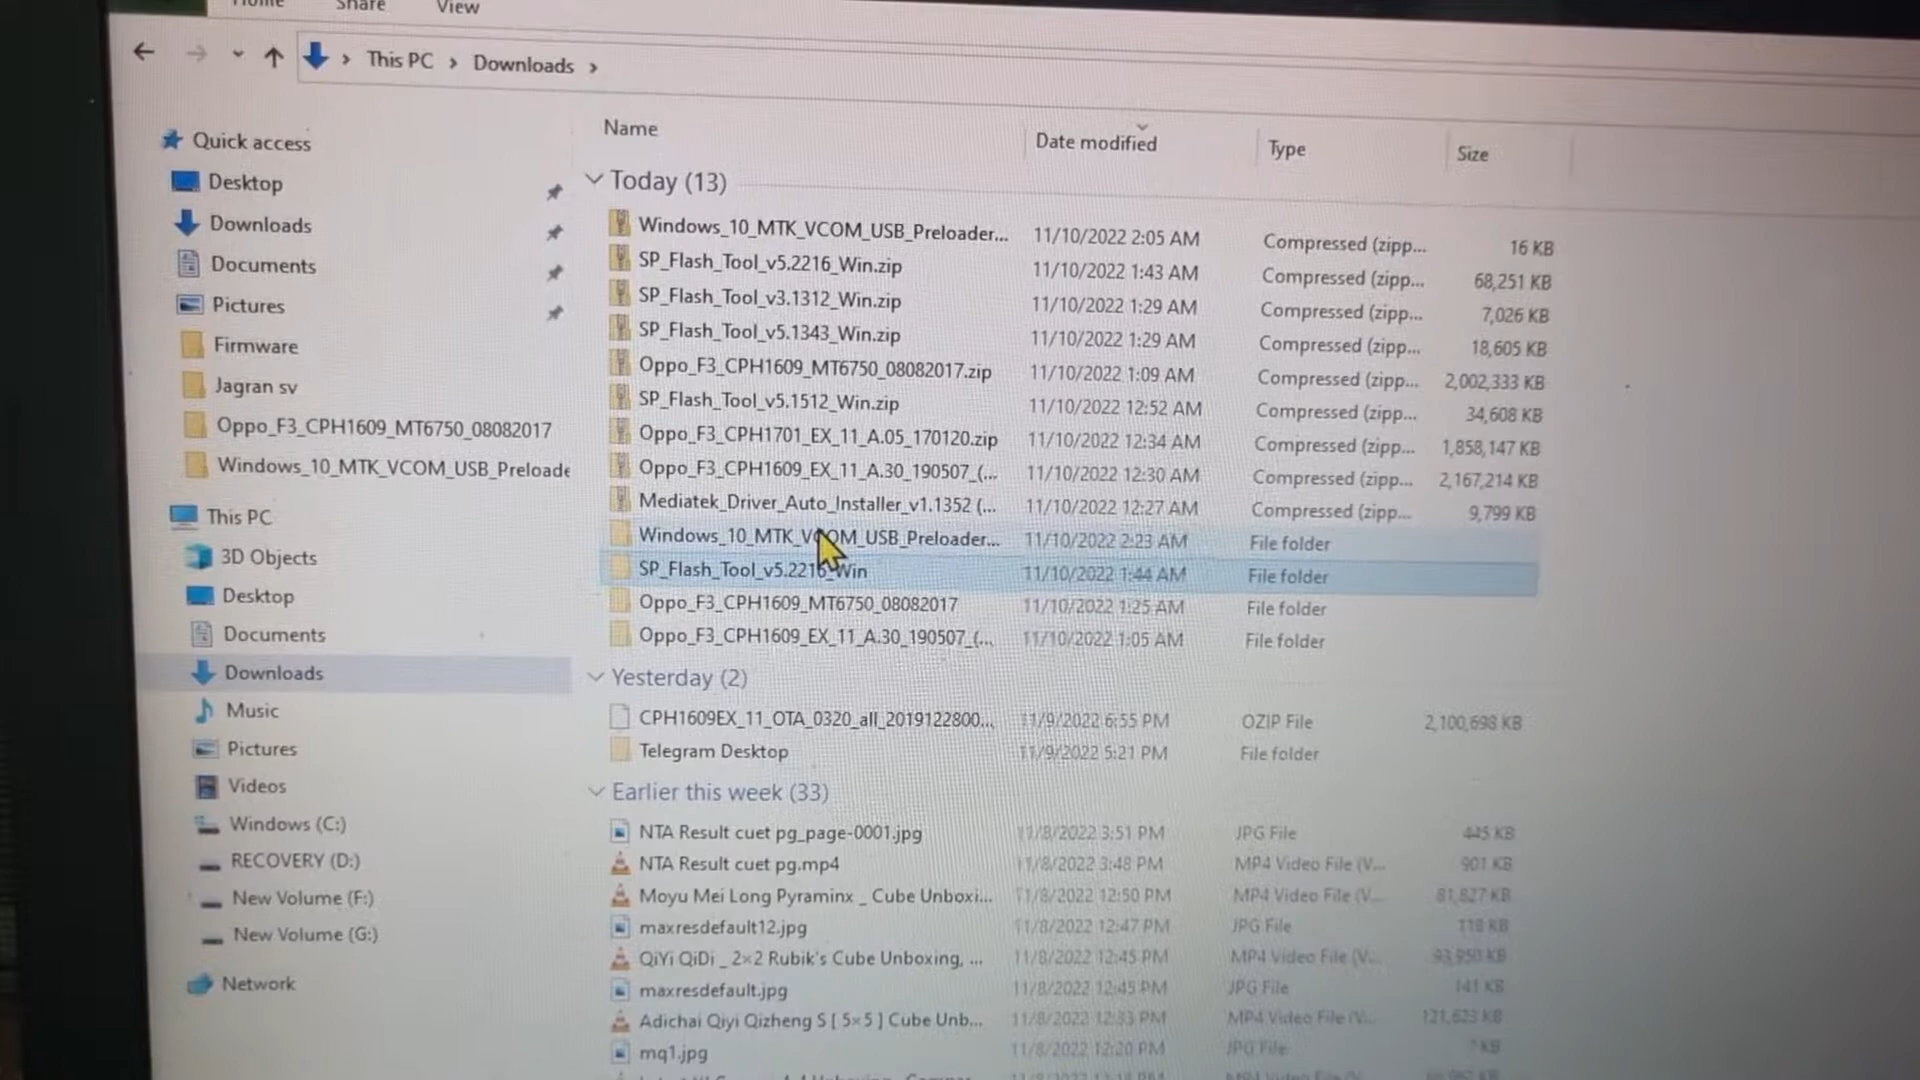 Home Share View
This PC > Downloads >
Quick access
Desktop
Downloads
Documents
Pictures
Firmware
Jagran sv
Oppo_F3_CPH1609_MT6750_08082017
Windows_10_MTK_VCOM_USB_Preloade
This PC
3D Objects
Desktop
Documents
Downloads
Music
Pictures
Videos
Windows (C:)
RECOVERY (D:)
New Volume (F:)
New Volume (G:)
Network
Name Date modified Type Size
Today (13)
Windows_10_MTK_VCOM_USB_Preloader... 11/10/2022 2:05 AM Compressed (zipp... 16 KB
SP_Flash_Tool_v5.2216_Win.zip 11/10/2022 1:43 AM Compressed (zipp... 68,251 KB
SP_Flash_Tool_v3.1312_Win.zip 11/10/2022 1:29 AM Compressed (zipp... 7,026 KB
SP_Flash_Tool_v5.1343_Win.zip 11/10/2022 1:29 AM Compressed (zipp... 18,605 KB
Oppo_F3_CPH1609_MT6750_08082017.zip 11/10/2022 1:09 AM Compressed (zipp... 2,002,333 KB
SP_Flash_Tool_v5.1512_Win.zip 11/10/2022 12:52 AM Compressed (zipp... 34,608 KB
Oppo_F3_CPH1701_EX_11_A.05_170120.zip 11/10/2022 12:34 AM Compressed (zipp... 1,858,147 KB
Oppo_F3_CPH1609_EX_11_A.30_190507_(... 11/10/2022 12:30 AM Compressed (zipp... 2,167,214 KB
Mediatek_Driver_Auto_Installer_v1.1352 (... 11/10/2022 12:27 AM Compressed (zipp... 9,799 KB
Windows_10_MTK_VCOM_USB_Preloader... 11/10/2022 2:23 AM File folder
SP_Flash_Tool_v5.2216_Win 11/10/2022 1:44 AM File folder
Oppo_F3_CPH1609_MT6750_08082017 11/10/2022 1:25 AM File folder
Oppo_F3_CPH1609_EX_11_A.30_190507_(... 11/10/2022 1:05 AM File folder
Yesterday (2)
CPH1609EX_11_OTA_0320_all_2019122800... 11/9/2022 6:55 PM OZIP File 2,100,698 KB
Telegram Desktop 11/9/2022 5:21 PM File folder
Earlier this week (33)
NTA Result cuet pg_page-0001.jpg 11/8/2022 3:51 PM JPG File 445 KB
NTA Result cuet pg.mp4 11/8/2022 3:48 PM MP4 Video File (V... 901 KB
Moyu Mei Long Pyraminx _ Cube Unboxi... 11/8/2022 12:50 PM MP4 Video File (V... 81,827 KB
maxresdefault12.jpg 11/8/2022 12:47 PM JPG File 118 KB
QiYi QiDi _ 2×2 Rubik's Cube Unboxing, ... 11/8/2022 12:45 PM MP4 Video File (V... 93,950 KB
maxresdefault.jpg 11/8/2022 12:45 PM JPG File 141 KB
Adichai Qiyi Qizheng S [ 5×5 ] Cube Unb... 11/8/2022 12:33 PM MP4 Video File (V... 121,623 KB
mq1.jpg 11/8/2022 12:20 PM JPG File KB